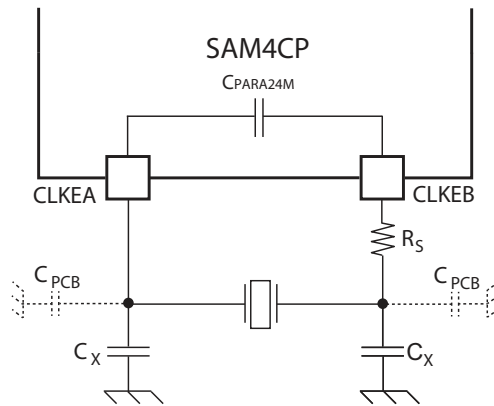 SAM4CP
CPARA24M
CLKEA
CLKEB
RS
CPCB
CPCB
CX
CX